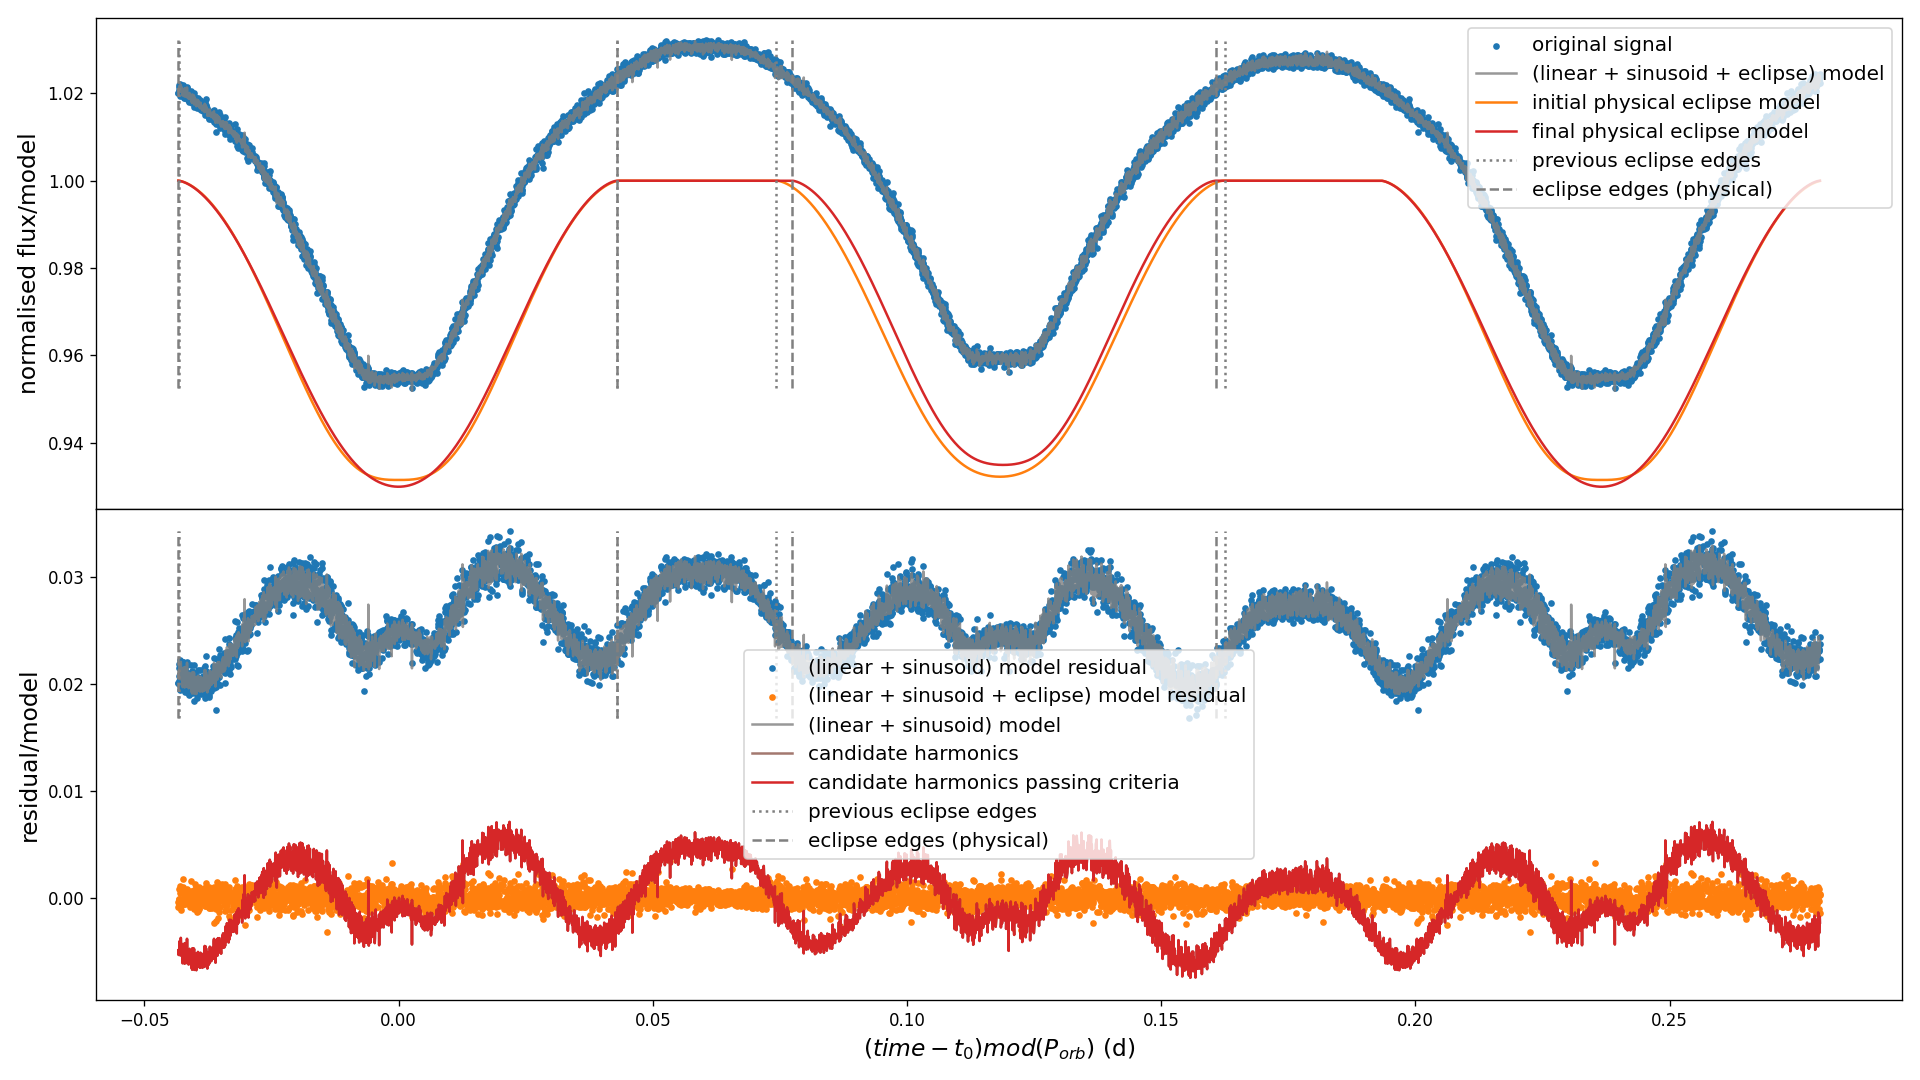 normalised flux/model
1.02
1.00
0.98
0.96
0.94
original signal
(linear + sinusoid + eclipse) model
initial physical eclipse model
final physical eclipse model
previous eclipse edges
eclipse edges (physical)
residual/model
0.03
0.02
0.01
0.00
(linear + sinusoid) model residual
(linear + sinusoid + eclipse) model residual
(linear + sinusoid) model
candidate harmonics
candidate harmonics passing criteria
previous eclipse edges
eclipse edges (physical)
−0.05 0.00 0.05 0.10 0.15 0.20 0.25
(time − t₀)mod(P_orb) (d)